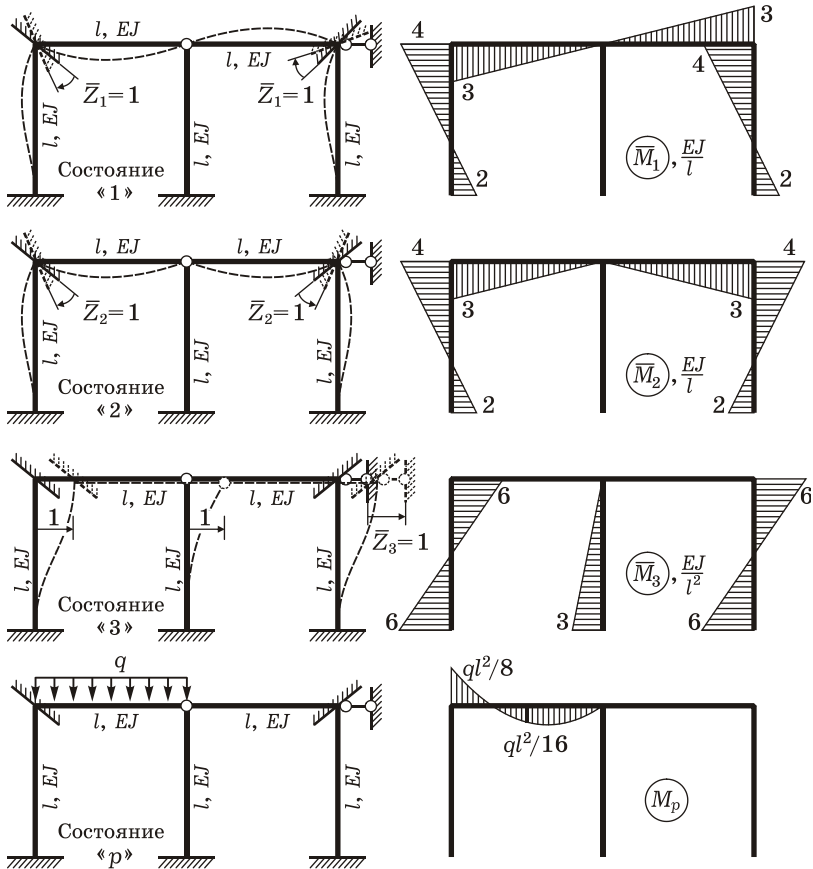 l, EJ
l, EJ
Z̅₁=1
Z̅₁=1
l, EJ
l, EJ
l, EJ
Состояние
«1»
4
3
3
4
2
2
M̅₁, EJ/l
l, EJ
l, EJ
Z̅₂=1
Z̅₂=1
l, EJ
l, EJ
Состояние
«2»
4
4
3
3
2
2
M̅₂, EJ/l
l, EJ
l, EJ
1
1
Z̅₃=1
l, EJ
l, EJ
l, EJ
Состояние
«3»
6
6
6
3
6
M̅₃, EJ/l²
q
l, EJ
l, EJ
l, EJ
l, EJ
l, EJ
Состояние
«p»
ql²/8
ql²/16
Mₚ